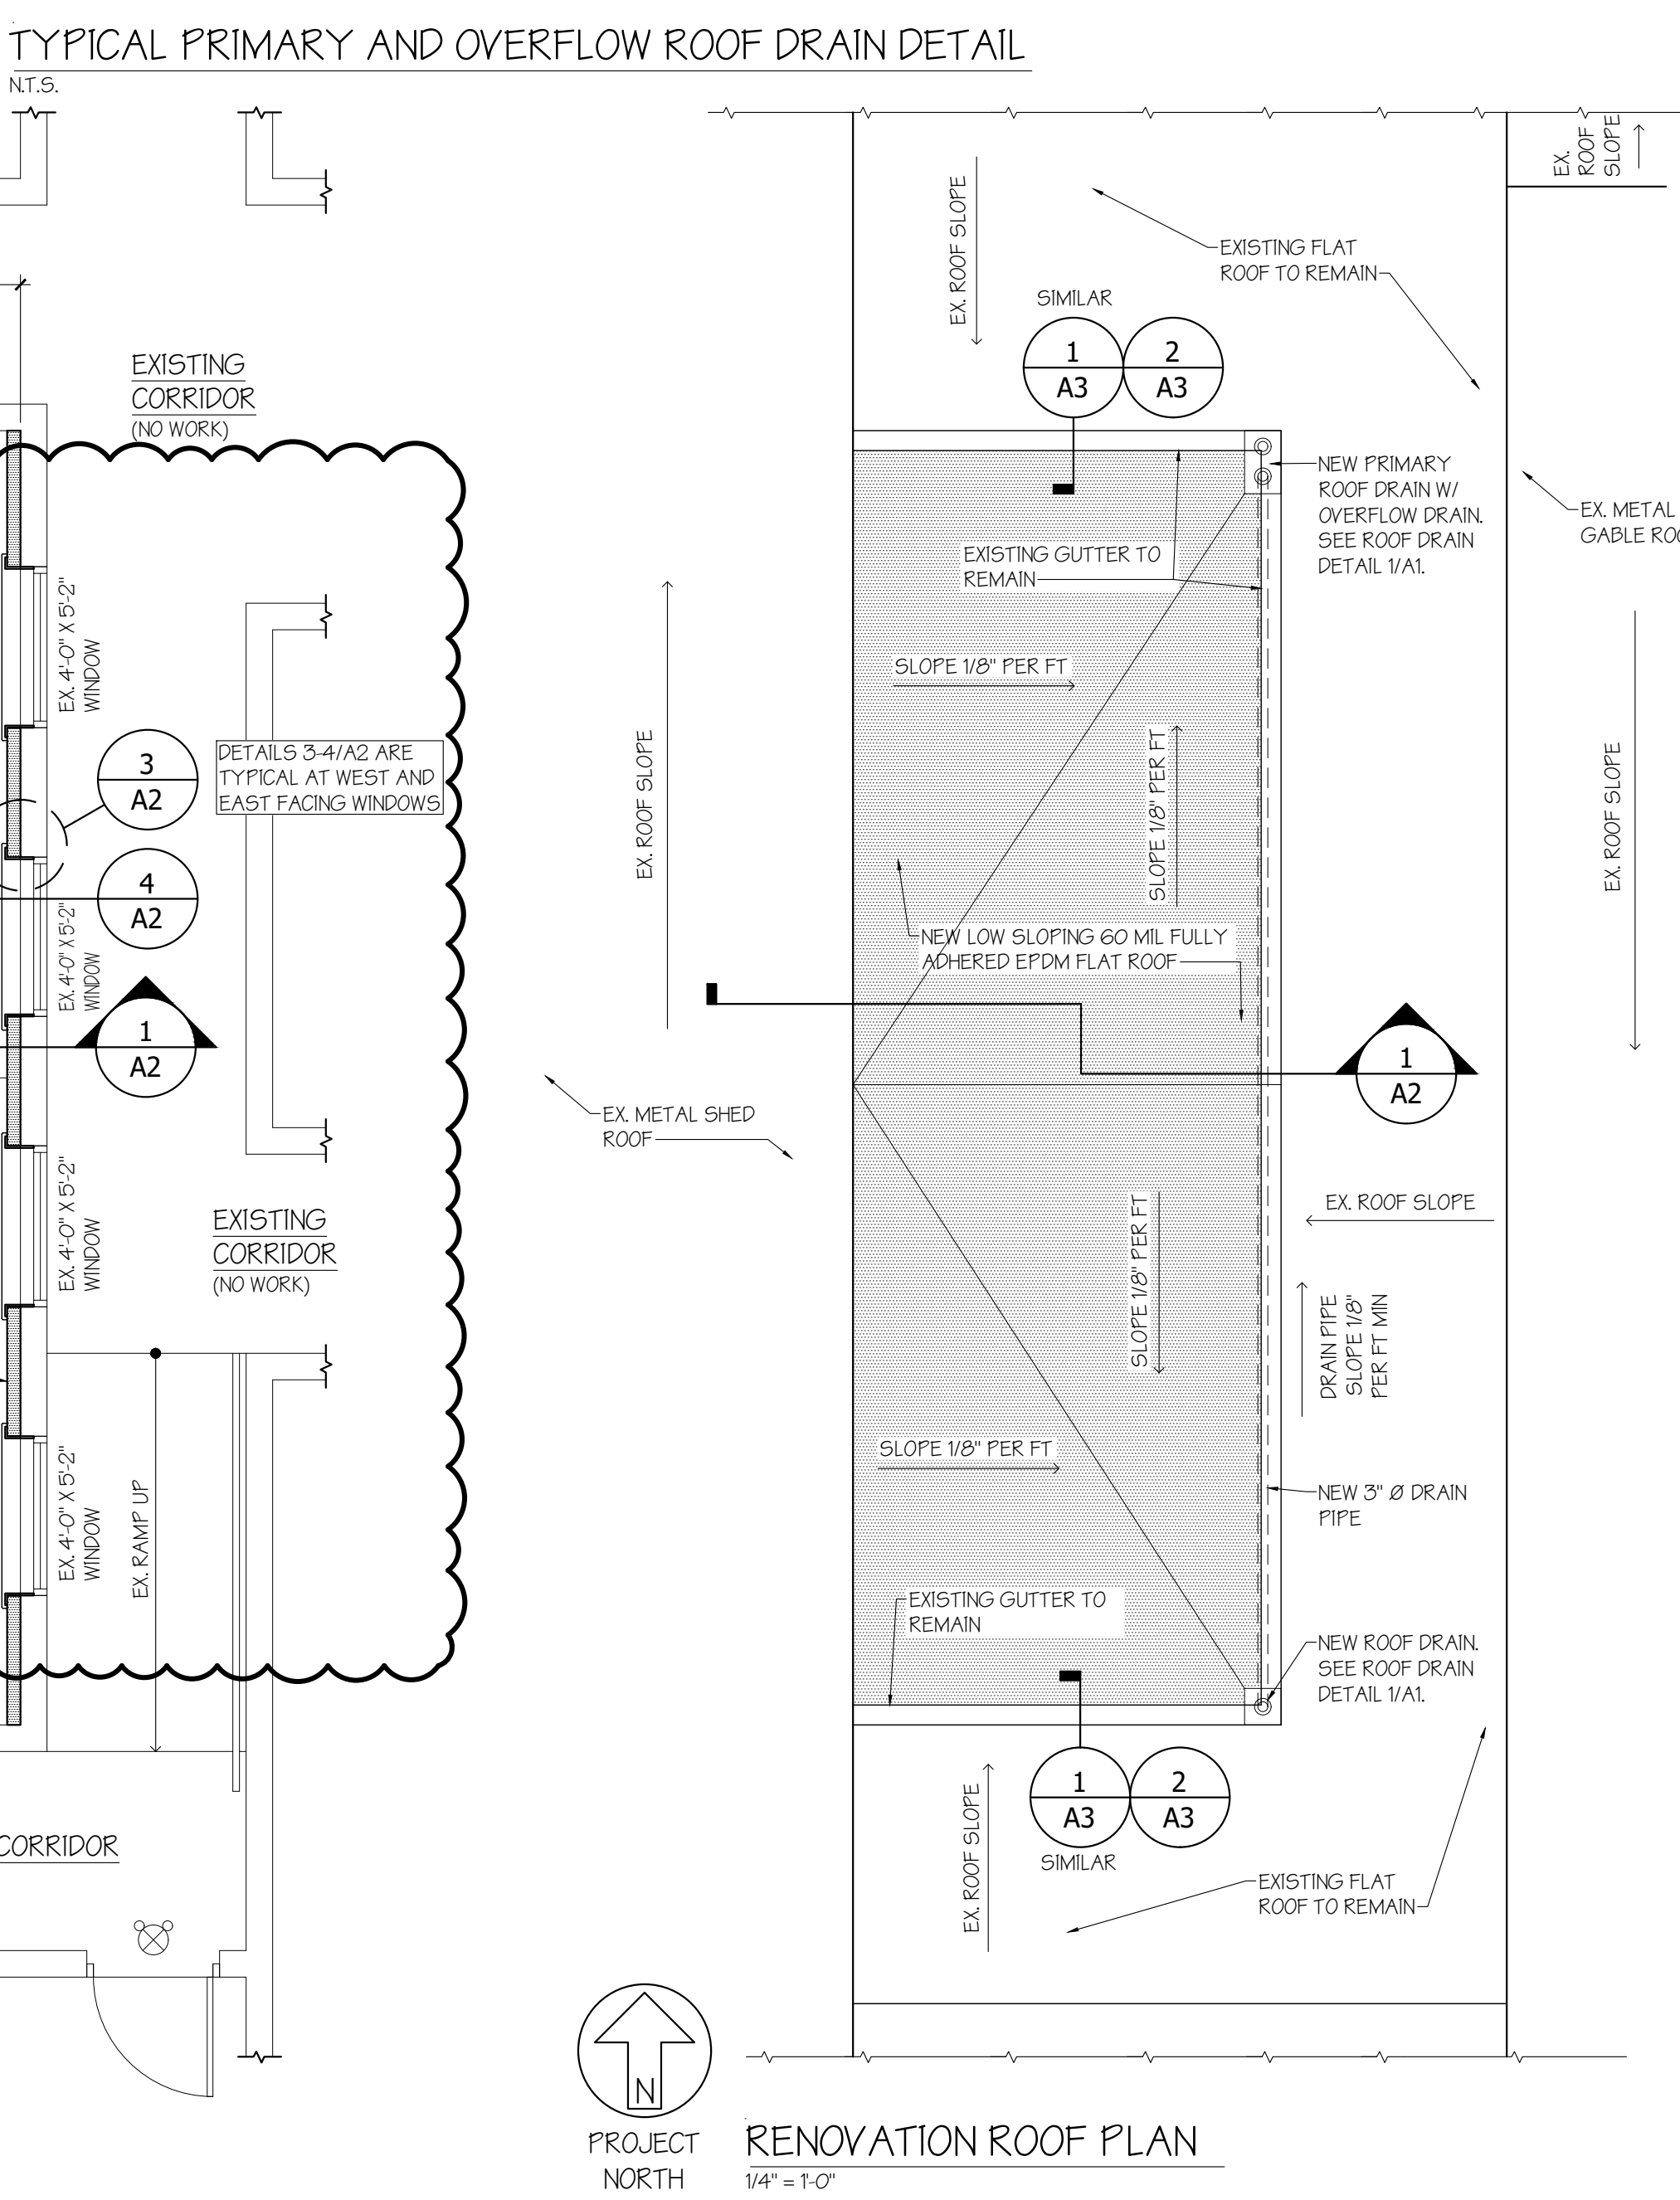 TYPICAL PRIMARY AND OVERFLOW ROOF DRAIN DETAIL
N.T.S.
EXISTING
CORRIDOR
(NO WORK)
EX. 4'-0" X 5'-2"
WINDOW
3
A2
DETAILS 3-4/A2 ARE
TYPICAL AT WEST AND
EAST FACING WINDOWS
4
A2
EX. 4'-0" X 5'-2"
WINDOW
1
A2
EX. 4'-0" X 5'-2"
WINDOW
EXISTING
CORRIDOR
(NO WORK)
EX. 4'-0" X 5'-2"
WINDOW
EX. RAMP UP
CORRIDOR
EX. ROOF SLOPE
EX. METAL SHED
ROOF
EX. ROOF SLOPE
EX.
ROOF
SLOPE
EXISTING FLAT
ROOF TO REMAIN
SIMILAR
1
A3
2
A3
NEW PRIMARY
ROOF DRAIN W/
OVERFLOW DRAIN.
SEE ROOF DRAIN
DETAIL 1/A1.
EX. METAL
GABLE
EXISTING GUTTER TO
REMAIN
SLOPE 1/8" PER FT
SLOPE 1/8" PER FT
EX. ROOF SLOPE
NEW LOW SLOPING 60 MIL FULLY
ADHERED EPDM FLAT ROOF
1
A2
EX. ROOF SLOPE
SLOPE 1/8" PER FT
DRAIN PIPE
SLOPE 1/8"
PER FT MIN
SLOPE 1/8" PER FT
NEW 3" Ø DRAIN
PIPE
EXISTING GUTTER TO
REMAIN
NEW ROOF DRAIN.
SEE ROOF DRAIN
DETAIL 1/A1.
EX. ROOF SLOPE
1
A3
2
A3
SIMILAR
EXISTING FLAT
ROOF TO REMAIN
N
PROJECT
NORTH
RENOVATION ROOF PLAN
1/4" = 1'-0"